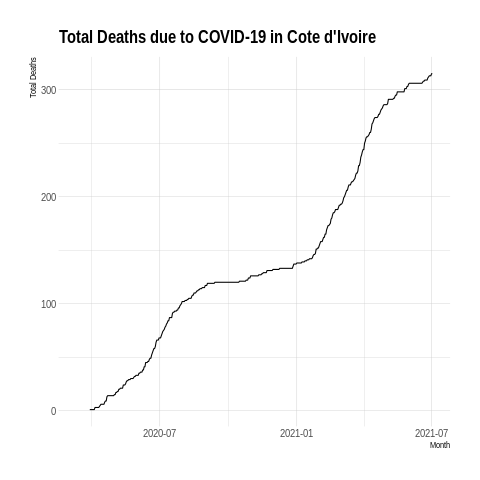 Total Deaths due to COVID-19 in Cote d'Ivoire
Total Deaths
300
200
100
0
2020-07 2021-01 2021-07
Month